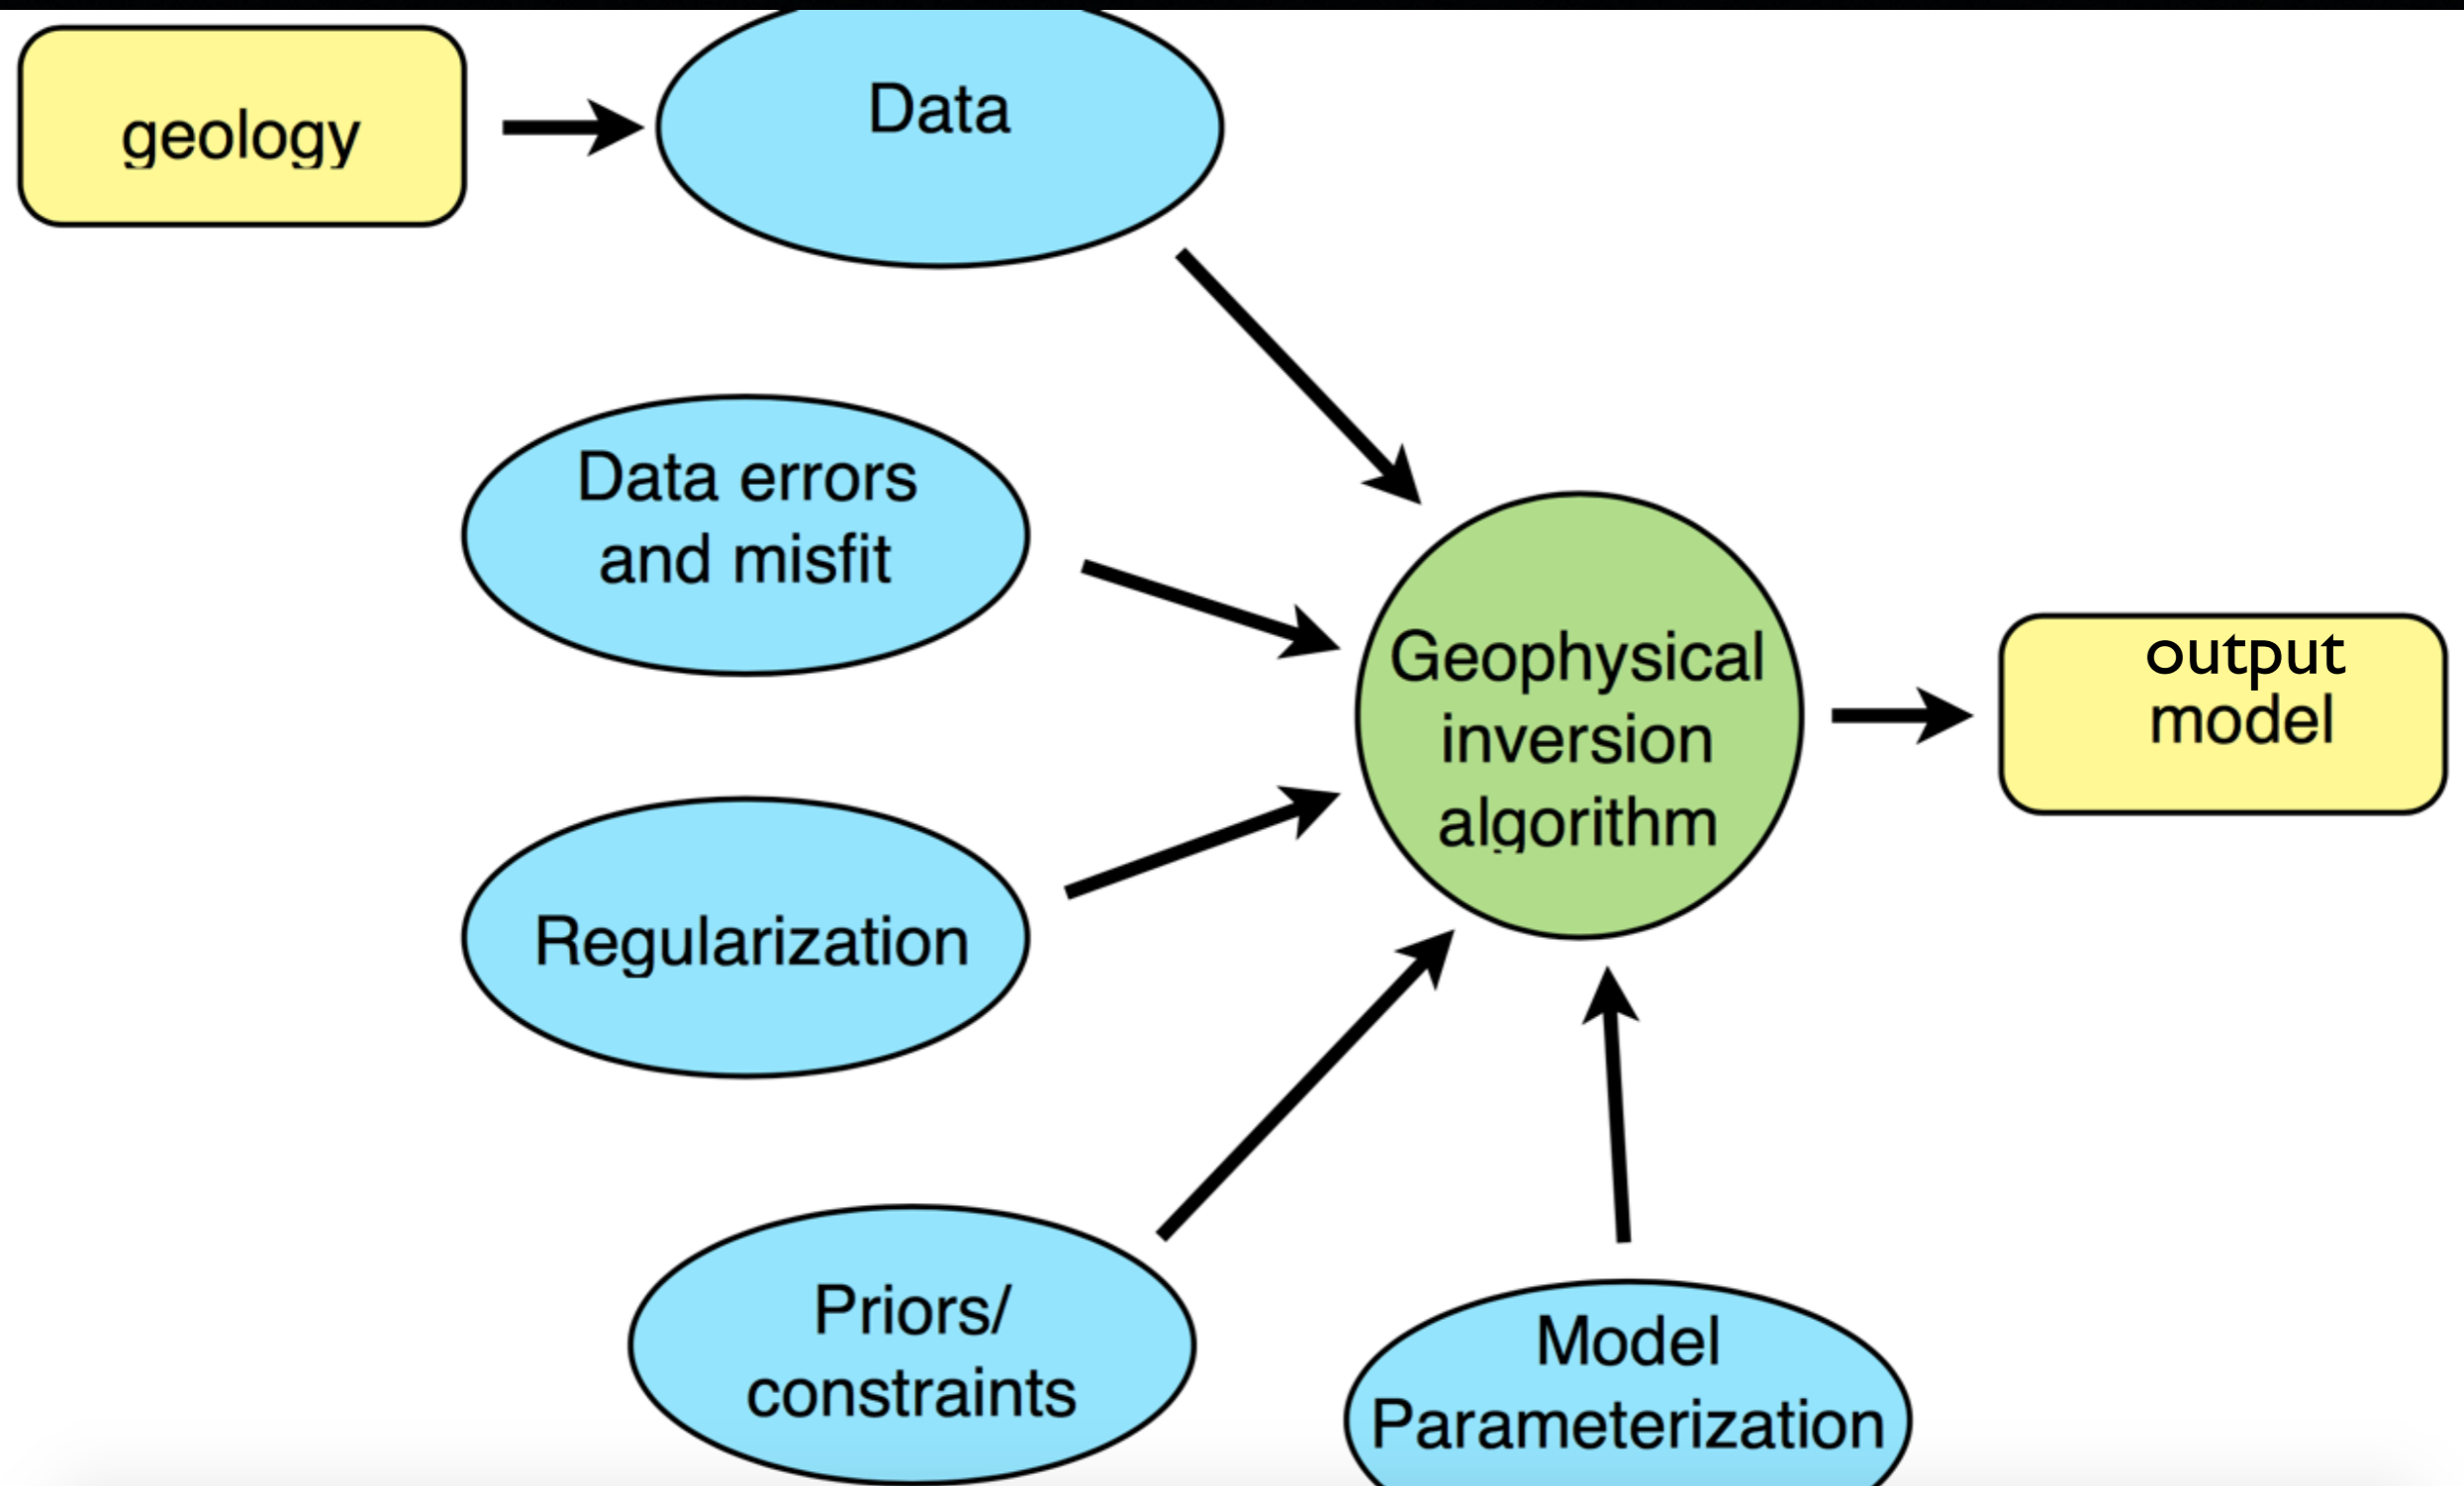 geology
Data
Data errors
and misfit
Geophysical
inversion
algorithm
output
model
Regularization
Priors/
constraints
Model
Parameterization